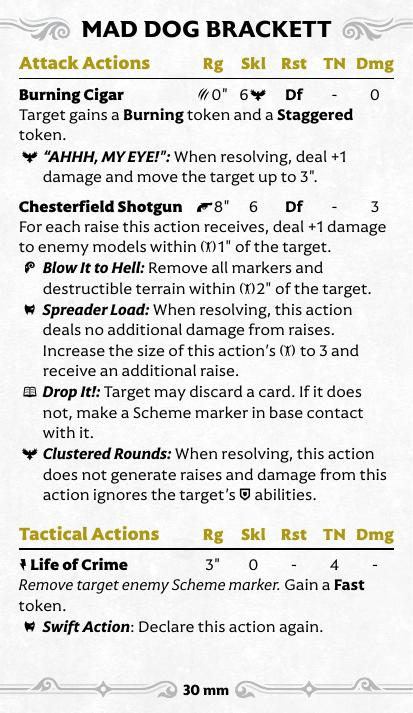 MAD DOG BRACKETT
Attack Actions Rg Skl Rst TN Dmg
Burning Cigar 0" 6 Df - 0
Target gains a Burning token and a Staggered
token.
"AHHH, MY EYE!": When resolving, deal +1
damage and move the target up to 3".
Chesterfield Shotgun 8" 6 Df - 3
For each raise this action receives, deal +1 damage
to enemy models within 1" of the target.
Blow It to Hell: Remove all markers and
destructible terrain within 2" of the target.
Spreader Load: When resolving, this action
deals no additional damage from raises.
Increase the size of this action's to 3 and
receive an additional raise.
Drop It!: Target may discard a card. If it does
not, make a Scheme marker in base contact
with it.
Clustered Rounds: When resolving, this action
does not generate raises and damage from this
action ignores the target's abilities.
Tactical Actions Rg Skl Rst TN Dmg
Life of Crime 3" 0 - 4 -
Remove target enemy Scheme marker. Gain a Fast
token.
Swift Action: Declare this action again.
30 mm